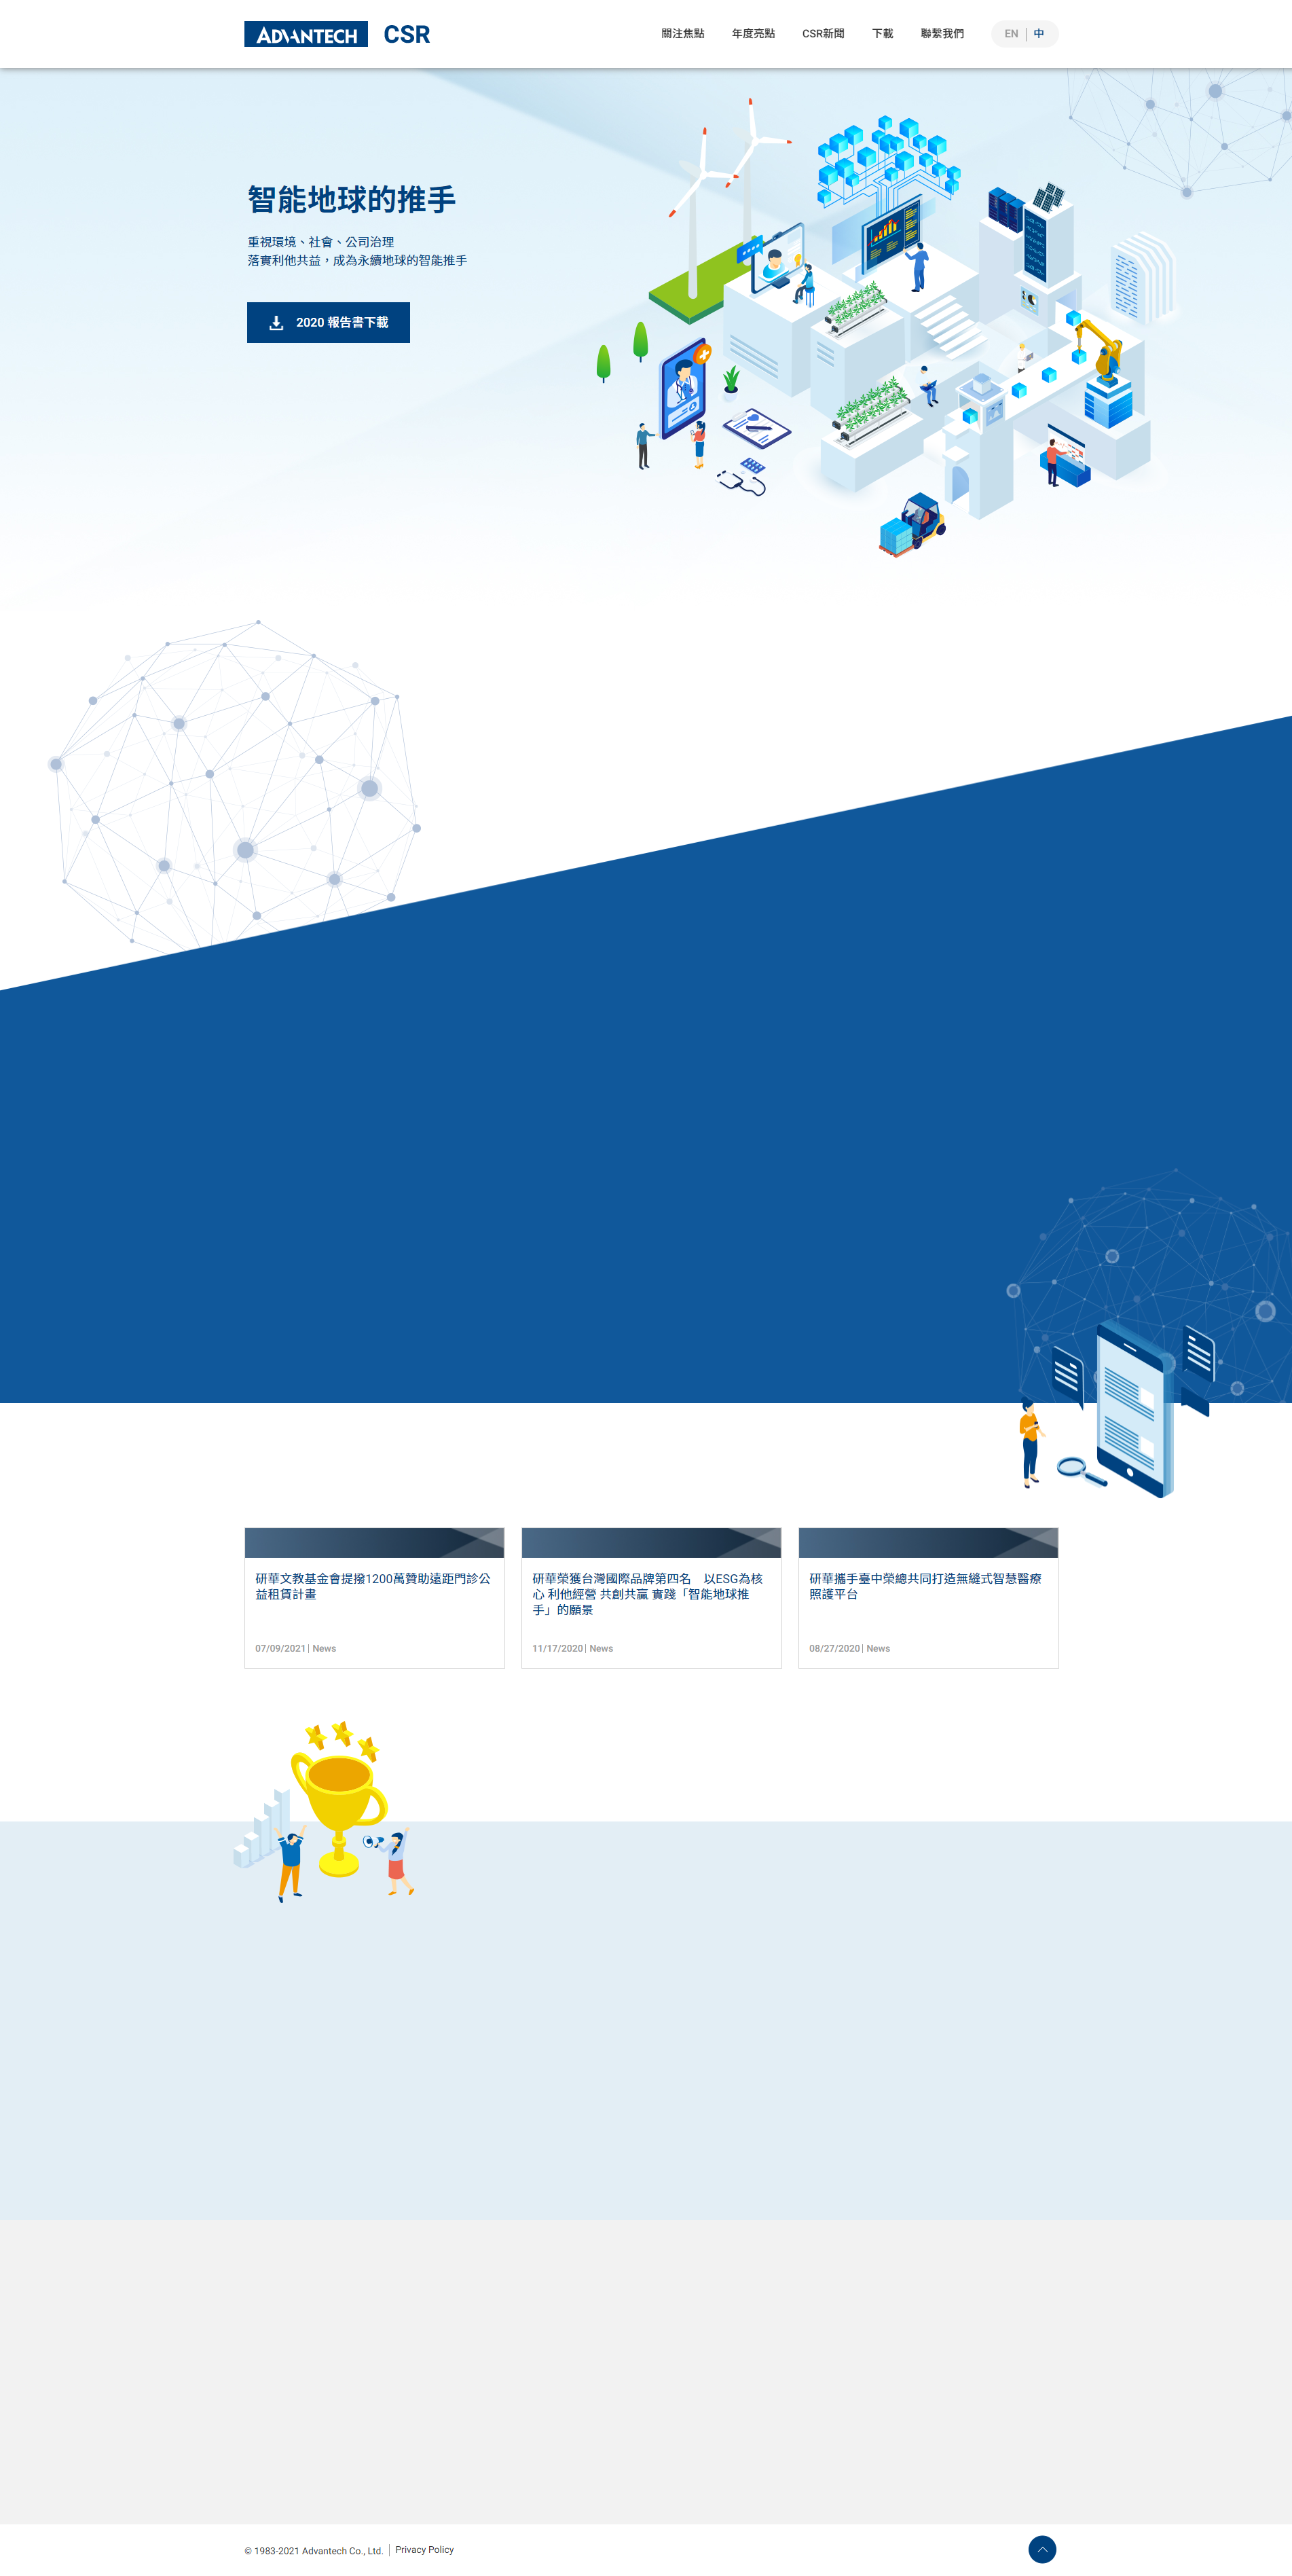 ADVANTECH CSR
關注焦點 年度亮點 CSR新聞 下載 聯繫我們 EN 中
智能地球的推手
重視環境、社會、公司治理
落實利他共益，成為永續地球的智能推手
2020 報告書下載
研華文教基金會提撥1200萬贊助遠距門診公
益租賃計畫
07/09/2021 | News
研華榮獲台灣國際品牌第四名　以ESG為核
心 利他經營 共創共贏 實踐「智能地球推
手」的願景
11/17/2020 | News
研華攜手臺中榮總共同打造無縫式智慧醫療
照護平台
08/27/2020 | News
© 1983-2021 Advantech Co., Ltd. | Privacy Policy